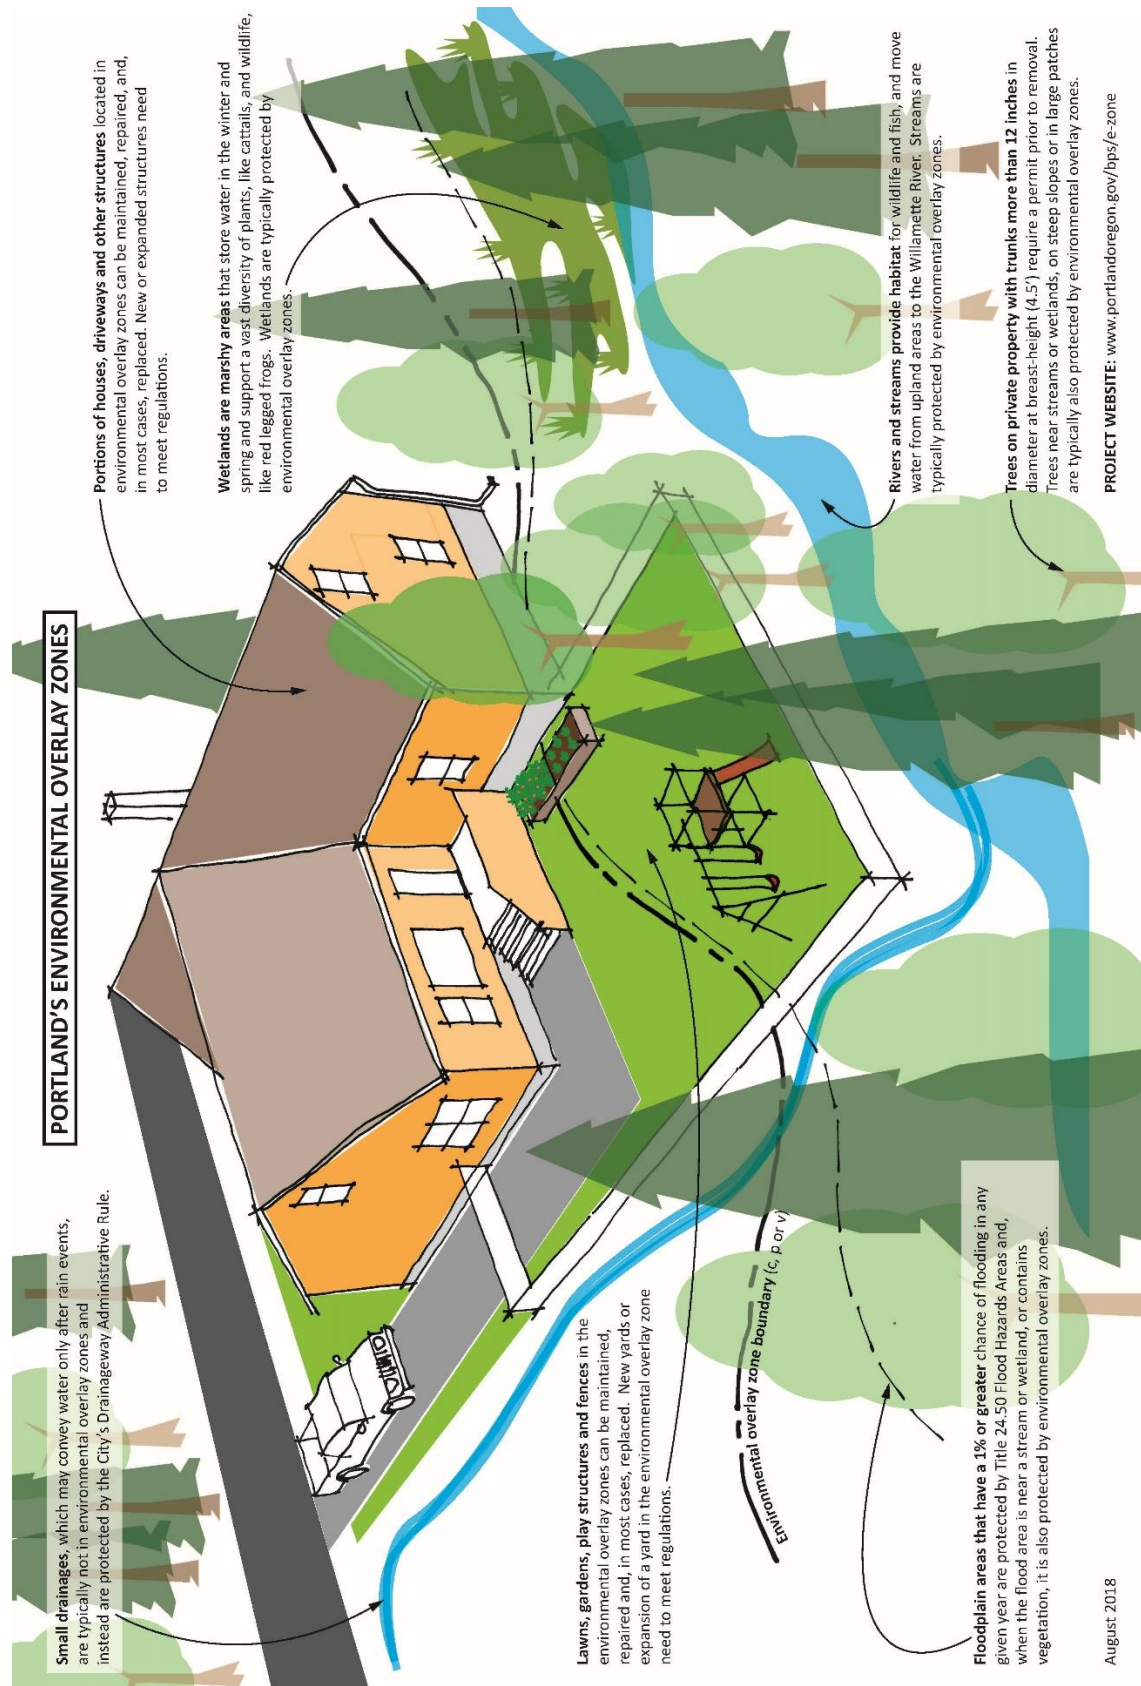 PORTLAND'S ENVIRONMENTAL OVERLAY ZONES
Small drainages, which may convey water only after rain events,
are typically not in environmental overlay zones and
instead are protected by the City's Drainageway Administrative Rule.
Portions of houses, driveways and other structures located in
environmental overlay zones can be maintained, repaired, and,
in most cases, replaced. New or expanded structures need
to meet regulations.
Wetlands are marshy areas that store water in the winter and
spring and support a vast diversity of plants, like cattails, and wildlife,
like red legged frogs. Wetlands are typically protected by
environmental overlay zones.
Lawns, gardens, play structures and fences in the
environmental overlay zones can be maintained,
repaired and, in most cases, replaced. New yards or
expansion of a yard in the environmental overlay zone
need to meet regulations.
Environmental overlay zone boundary (c, p or v)
Rivers and streams provide habitat for wildlife and fish, and move
water from upland areas to the Willamette River. Streams are
typically protected by environmental overlay zones.
Floodplain areas that have a 1% or greater chance of flooding in any
given year are protected by Title 24.50 Flood Hazards Areas and,
when the flood area is near a stream or wetland, or contains
vegetation, it is also protected by environmental overlay zones.
Trees on private property with trunks more than 12 inches in
diameter at breast-height (4.5') require a permit prior to removal.
Trees near streams or wetlands, on steep slopes or in large patches
are typically also protected by environmental overlay zones.
August 2018
PROJECT WEBSITE: www.portlandoregon.gov/bps/e-zone